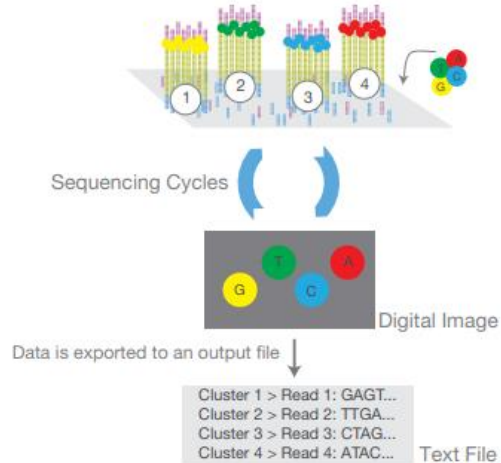 1
2
3
4
T
A
G
C
Sequencing Cycles
T
A
G
C
Digital Image
Data is exported to an output file
Cluster 1 > Read 1: GAGT...
Cluster 2 > Read 2: TTGA...
Cluster 3 > Read 3: CTAG...
Cluster 4 > Read 4: ATAC...
Text File